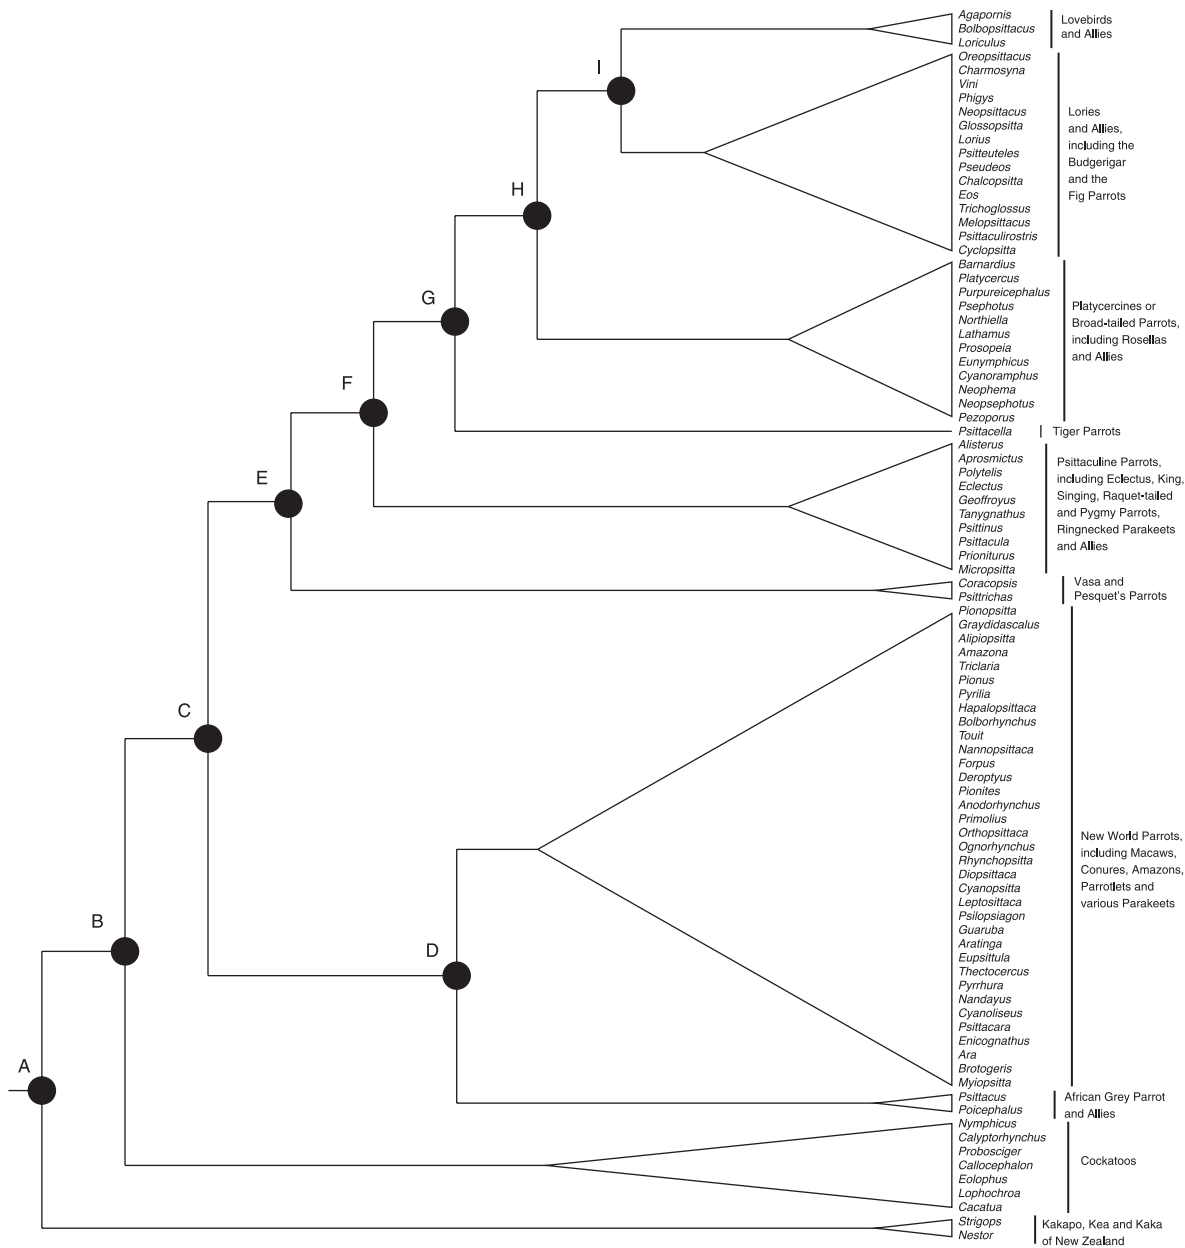 Agapornis
Bolbopsittacus
Loriculus
Lovebirds
and Allies
I
Oreopsittacus
Charmosyna
Vini
Phigys
Neopsittacus
Glossopsitta
Lorius
Psitteuteles
Pseudeos
Chalcopsitta
Eos
Trichoglossus
Melopsittacus
Psittaculirostris
Cyclopsitta
Lories
and Allies,
including the
Budgerigar
and the
Fig Parrots
H
Barnardius
Platycercus
Purpureicephalus
Psephotus
Northiella
Lathamus
Prosopeia
Eunymphicus
Cyanoramphus
Neophema
Neopsephotus
Pezoporus
Platycercines or
Broad-tailed Parrots,
including Rosellas
and Allies
G
Psittacella
Tiger Parrots
F
Alisterus
Aprosmictus
Polytelis
Eclectus
Geoffroyus
Tanygnathus
Psittinus
Psittacula
Prioniturus
Micropsitta
Psittaculine Parrots,
including Eclectus, King,
Singing, Raquet-tailed
and Pygmy Parrots,
Ringnecked Parakeets
and Allies
E
Coracopsis
Psittrichas
Vasa and
Pesquet's Parrots
C
Pionopsitta
Graydidascalus
Alipiopsitta
Amazona
Triclaria
Pionus
Pyrilia
Hapalopsittaca
Bolborhynchus
Touit
Nannopsittaca
Forpus
Deroptyus
Pionites
Anodorhynchus
Primolius
Orthopsittaca
Ognorhynchus
Rhynchopsitta
Diopsittaca
Cyanopsitta
Leptosittaca
Psilopsiagon
Guaruba
Aratinga
Eupsittula
Thectocercus
Pyrrhura
Nandayus
Cyanoliseus
Psittacara
Enicognathus
Ara
Brotogeris
Myiopsitta
New World Parrots,
including Macaws,
Conures, Amazons,
Parrotlets and
various Parakeets
B
D
A
Psittacus
Poicephalus
African Grey Parrot
and Allies
Nymphicus
Calyptorhynchus
Probosciger
Callocephalon
Eolophus
Lophochroa
Cacatua
Cockatoos
Strigops
Nestor
Kakapo, Kea and Kaka
of New Zealand